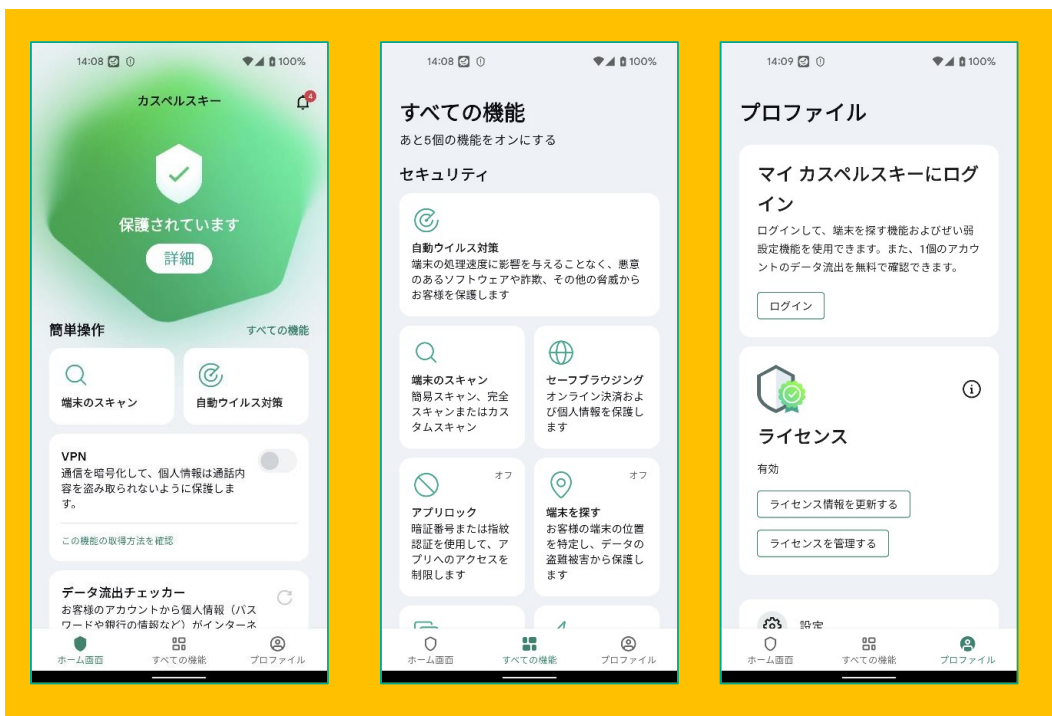 14:08 100%
カスペルスキー
4
保護されています
詳細
簡単操作 すべての機能
端末のスキャン
自動ウイルス対策
VPN
通信を暗号化して、個人情報は通話内
容を盗み取られないように保護しま
す。
この機能の取得方法を確認
データ流出チェッカー
お客様のアカウントから個人情報（パス
ワードや銀行の情報など）がインターネ
ホーム画面 すべての機能 プロファイル
14:08 100%
すべての機能
あと5個の機能をオンにする
セキュリティ
自動ウイルス対策
端末の処理速度に影響を与えることなく、悪意
のあるソフトウェアや詐欺、その他の脅威から
お客様を保護します
端末のスキャン
簡易スキャン、完全
スキャンまたはカス
タムスキャン
セーフブラウジング
オンライン決済およ
び個人情報を保護し
ます
オフ
アプリロック
暗証番号または指紋
認証を使用して、ア
プリへのアクセスを
制限します
オフ
端末を探す
お客様の端末の位置
を特定し、データの
盗難被害から保護し
ます
ホーム画面 すべての機能 プロファイル
14:09 100%
プロファイル
マイ カスペルスキーにログ
イン
ログインして、端末を探す機能およびぜい弱
設定機能を使用できます。また、1個のアカウ
ントのデータ流出を無料で確認できます。
ログイン
ライセンス
有効
ライセンス情報を更新する
ライセンスを管理する
設定
ホーム画面 すべての機能 プロファイル